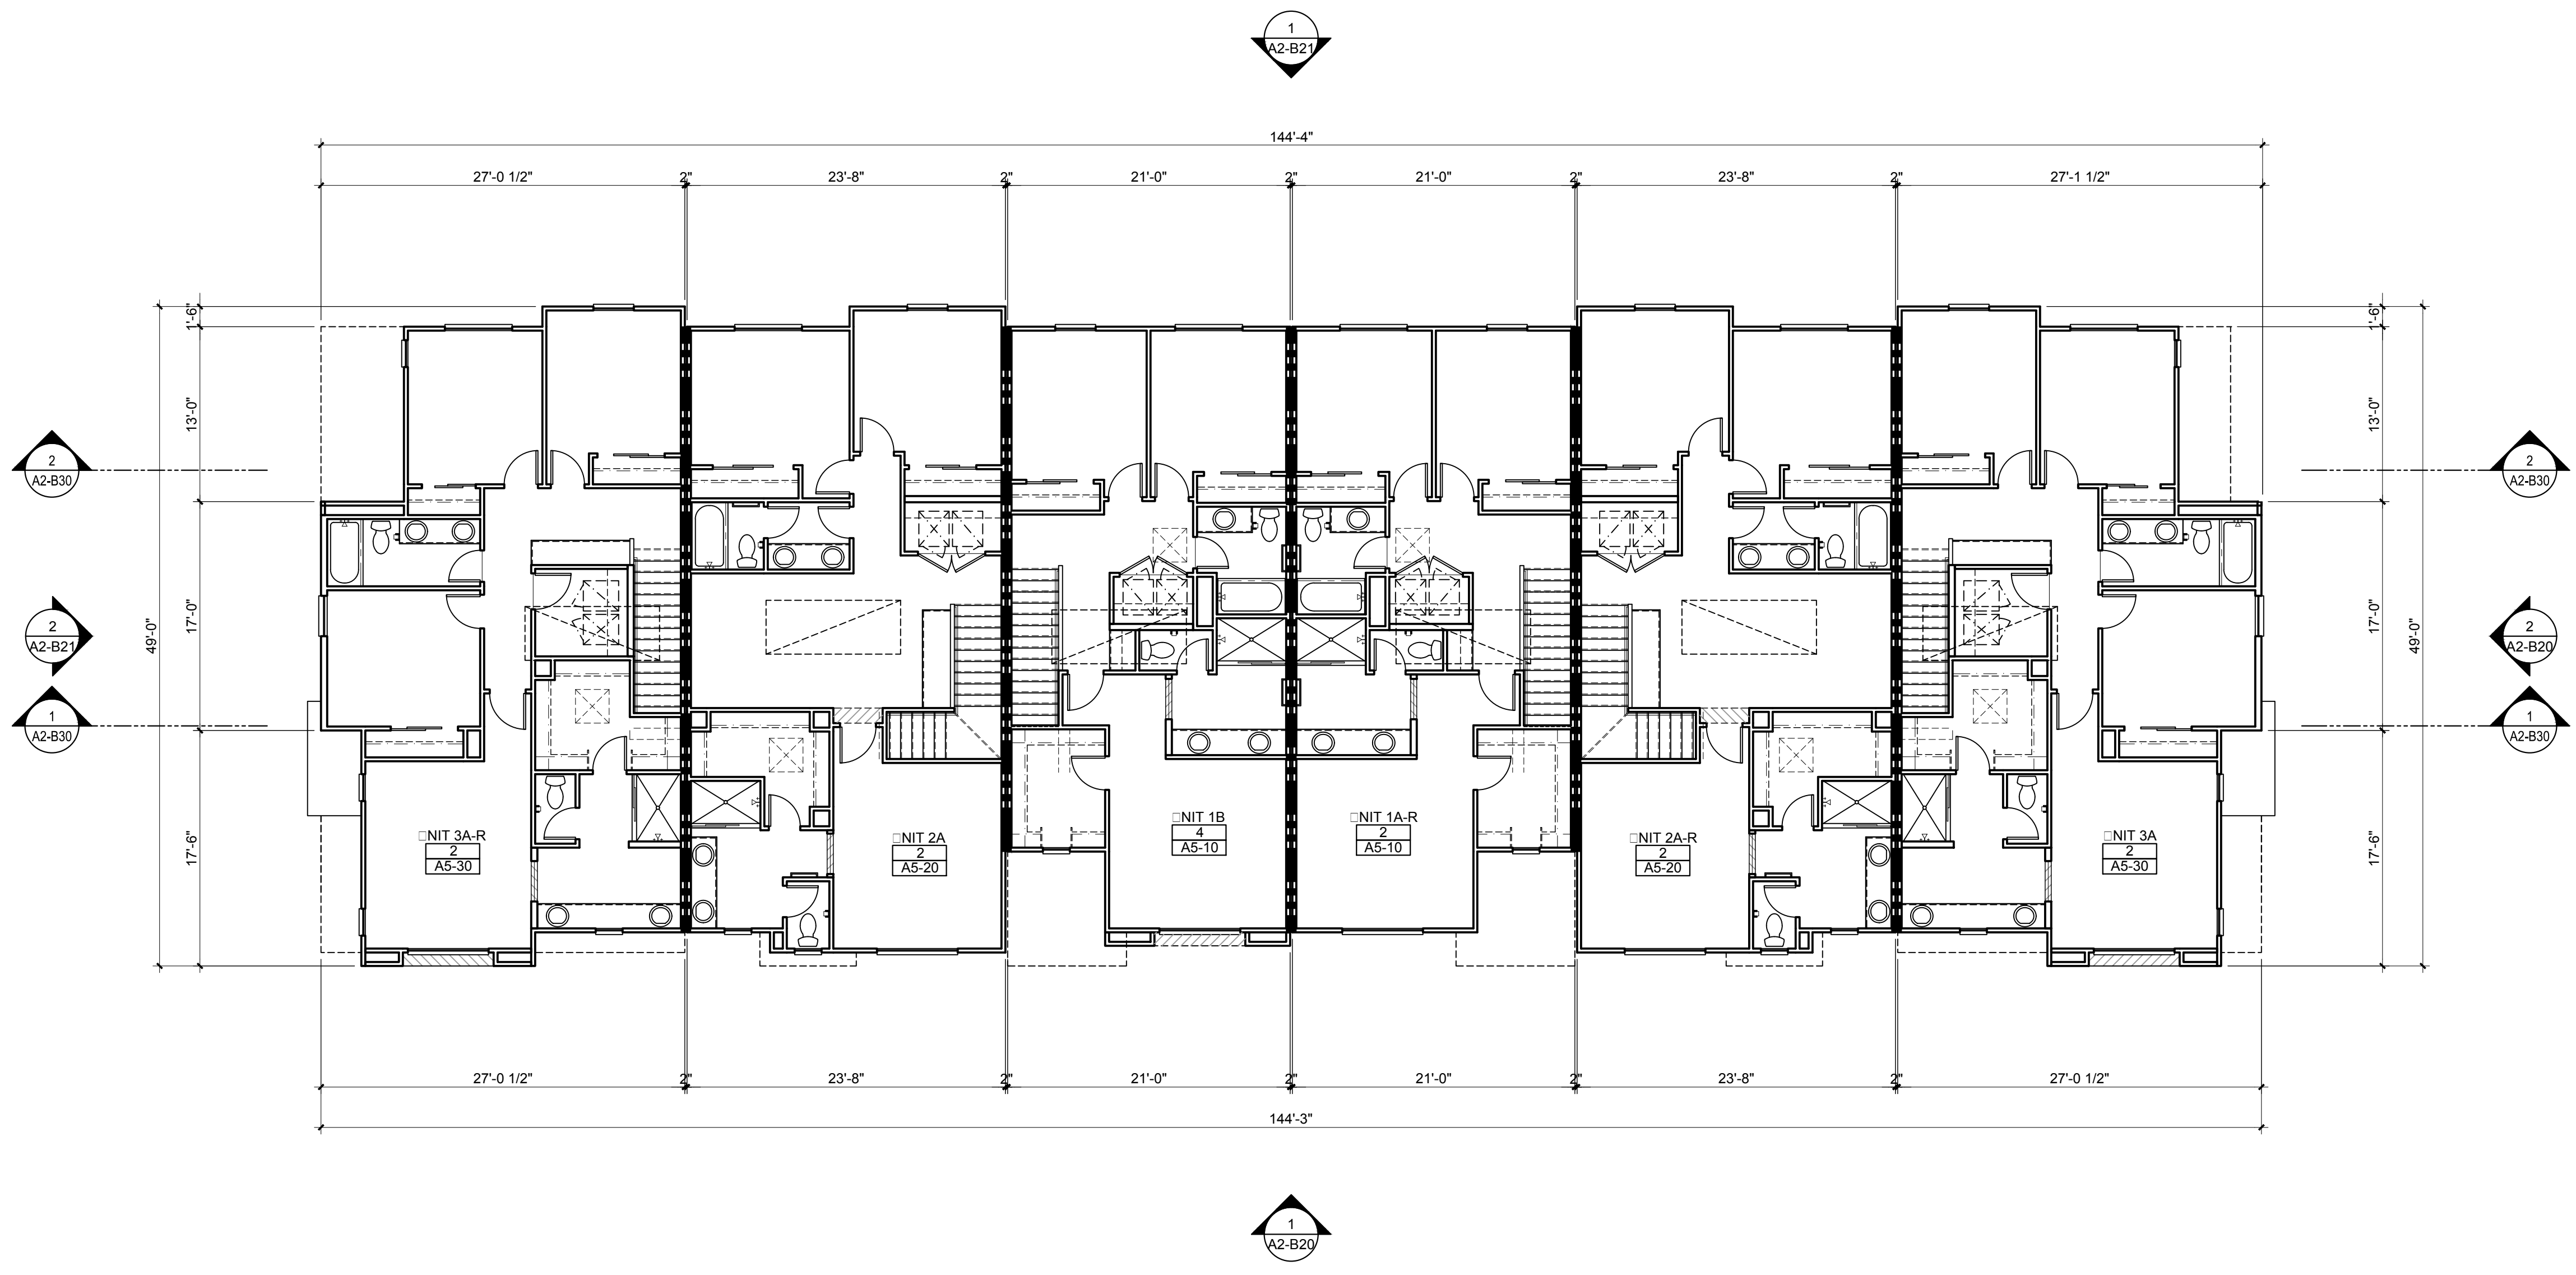 1
A2-B21
144'-4"
27'-0 1/2"
2"
23'-8"
2"
21'-0"
2"
21'-0"
2"
23'-8"
2"
27'-1 1/2"
1'-6"
1'-6"
13'-0"
13'-0"
2
A2-B30
2
A2-B30
17'-0"
17'-0"
49'-0"
49'-0"
2
A2-B21
2
A2-B20
1
A2-B30
1
A2-B30
17'-6"
17'-6"
□NIT 3A-R
2
A5-30
□NIT 2A
2
A5-20
□NIT 1B
4
A5-10
□NIT 1A-R
2
A5-10
□NIT 2A-R
2
A5-20
□NIT 3A
2
A5-30
27'-0 1/2"
2"
23'-8"
2"
21'-0"
2"
21'-0"
2"
23'-8"
2"
27'-0 1/2"
144'-3"
1
A2-B20